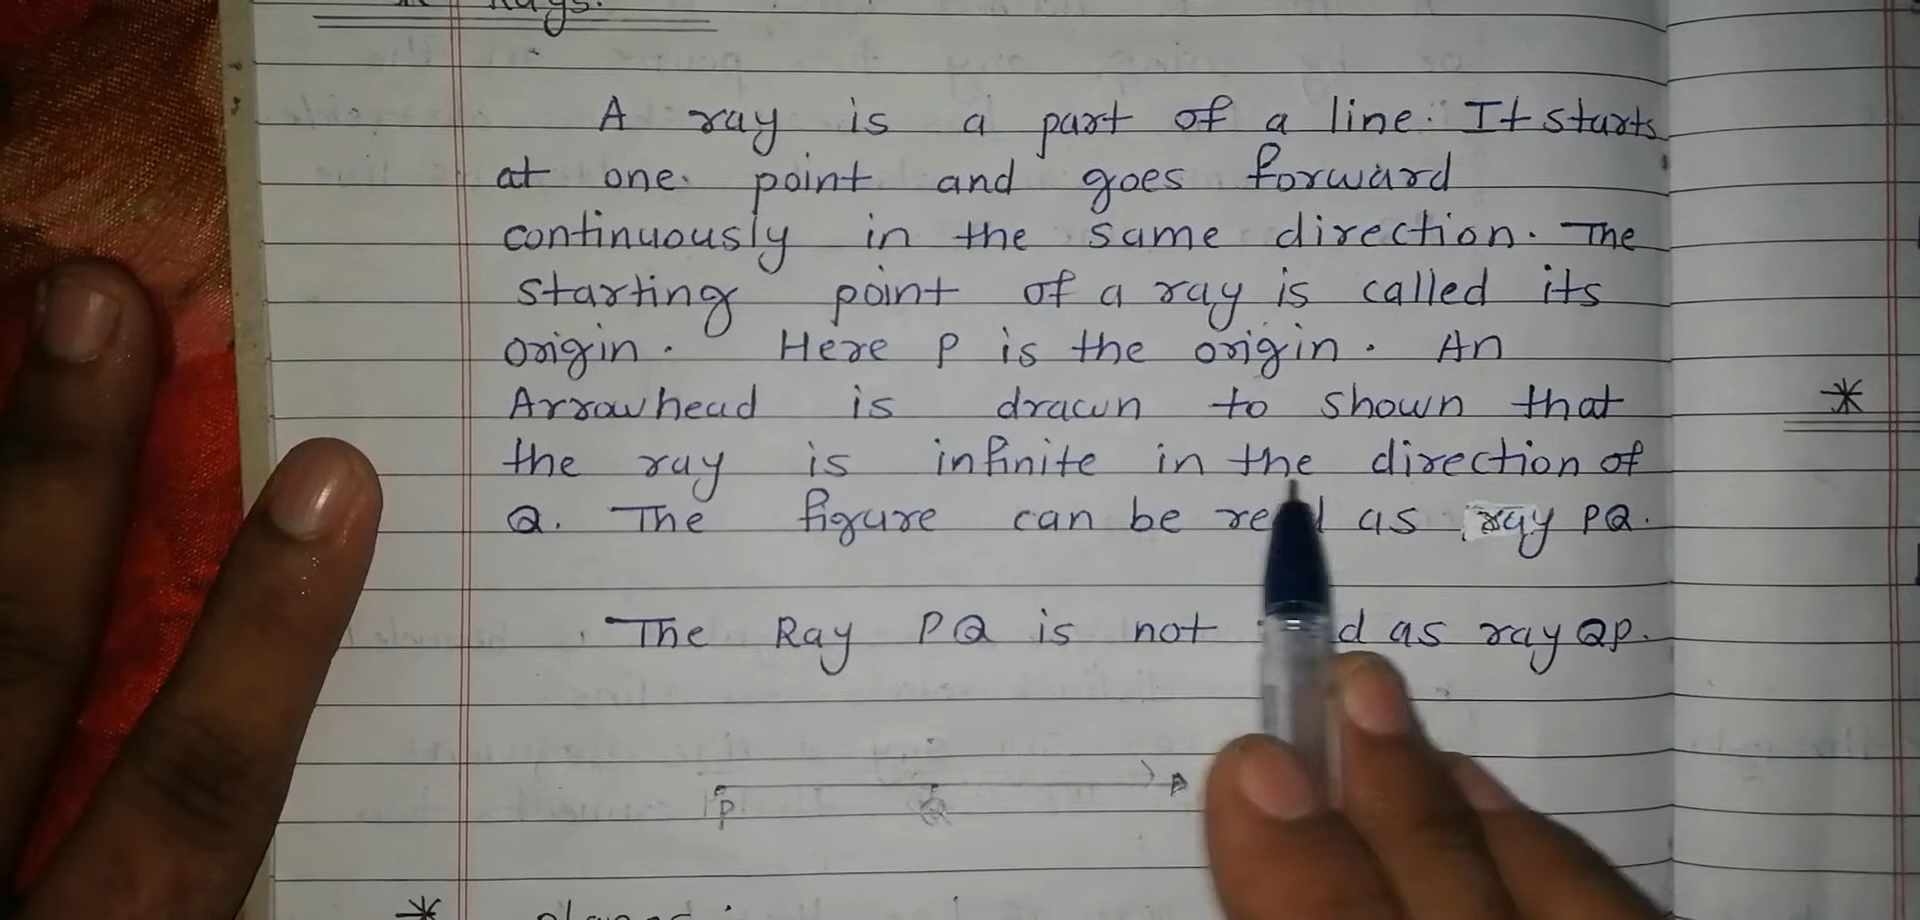 * Rays.
A ray is a part of a line. It starts
at one point and goes forward
continuously in the same direction. The
starting point of a ray is called its
origin. Here P is the origin. An
Arrowhead is drawn to shown that
the ray is infinite in the direction of
Q. The figure can be as ray PQ.
The Ray PQ is not as ray QP.
P Q
*
*